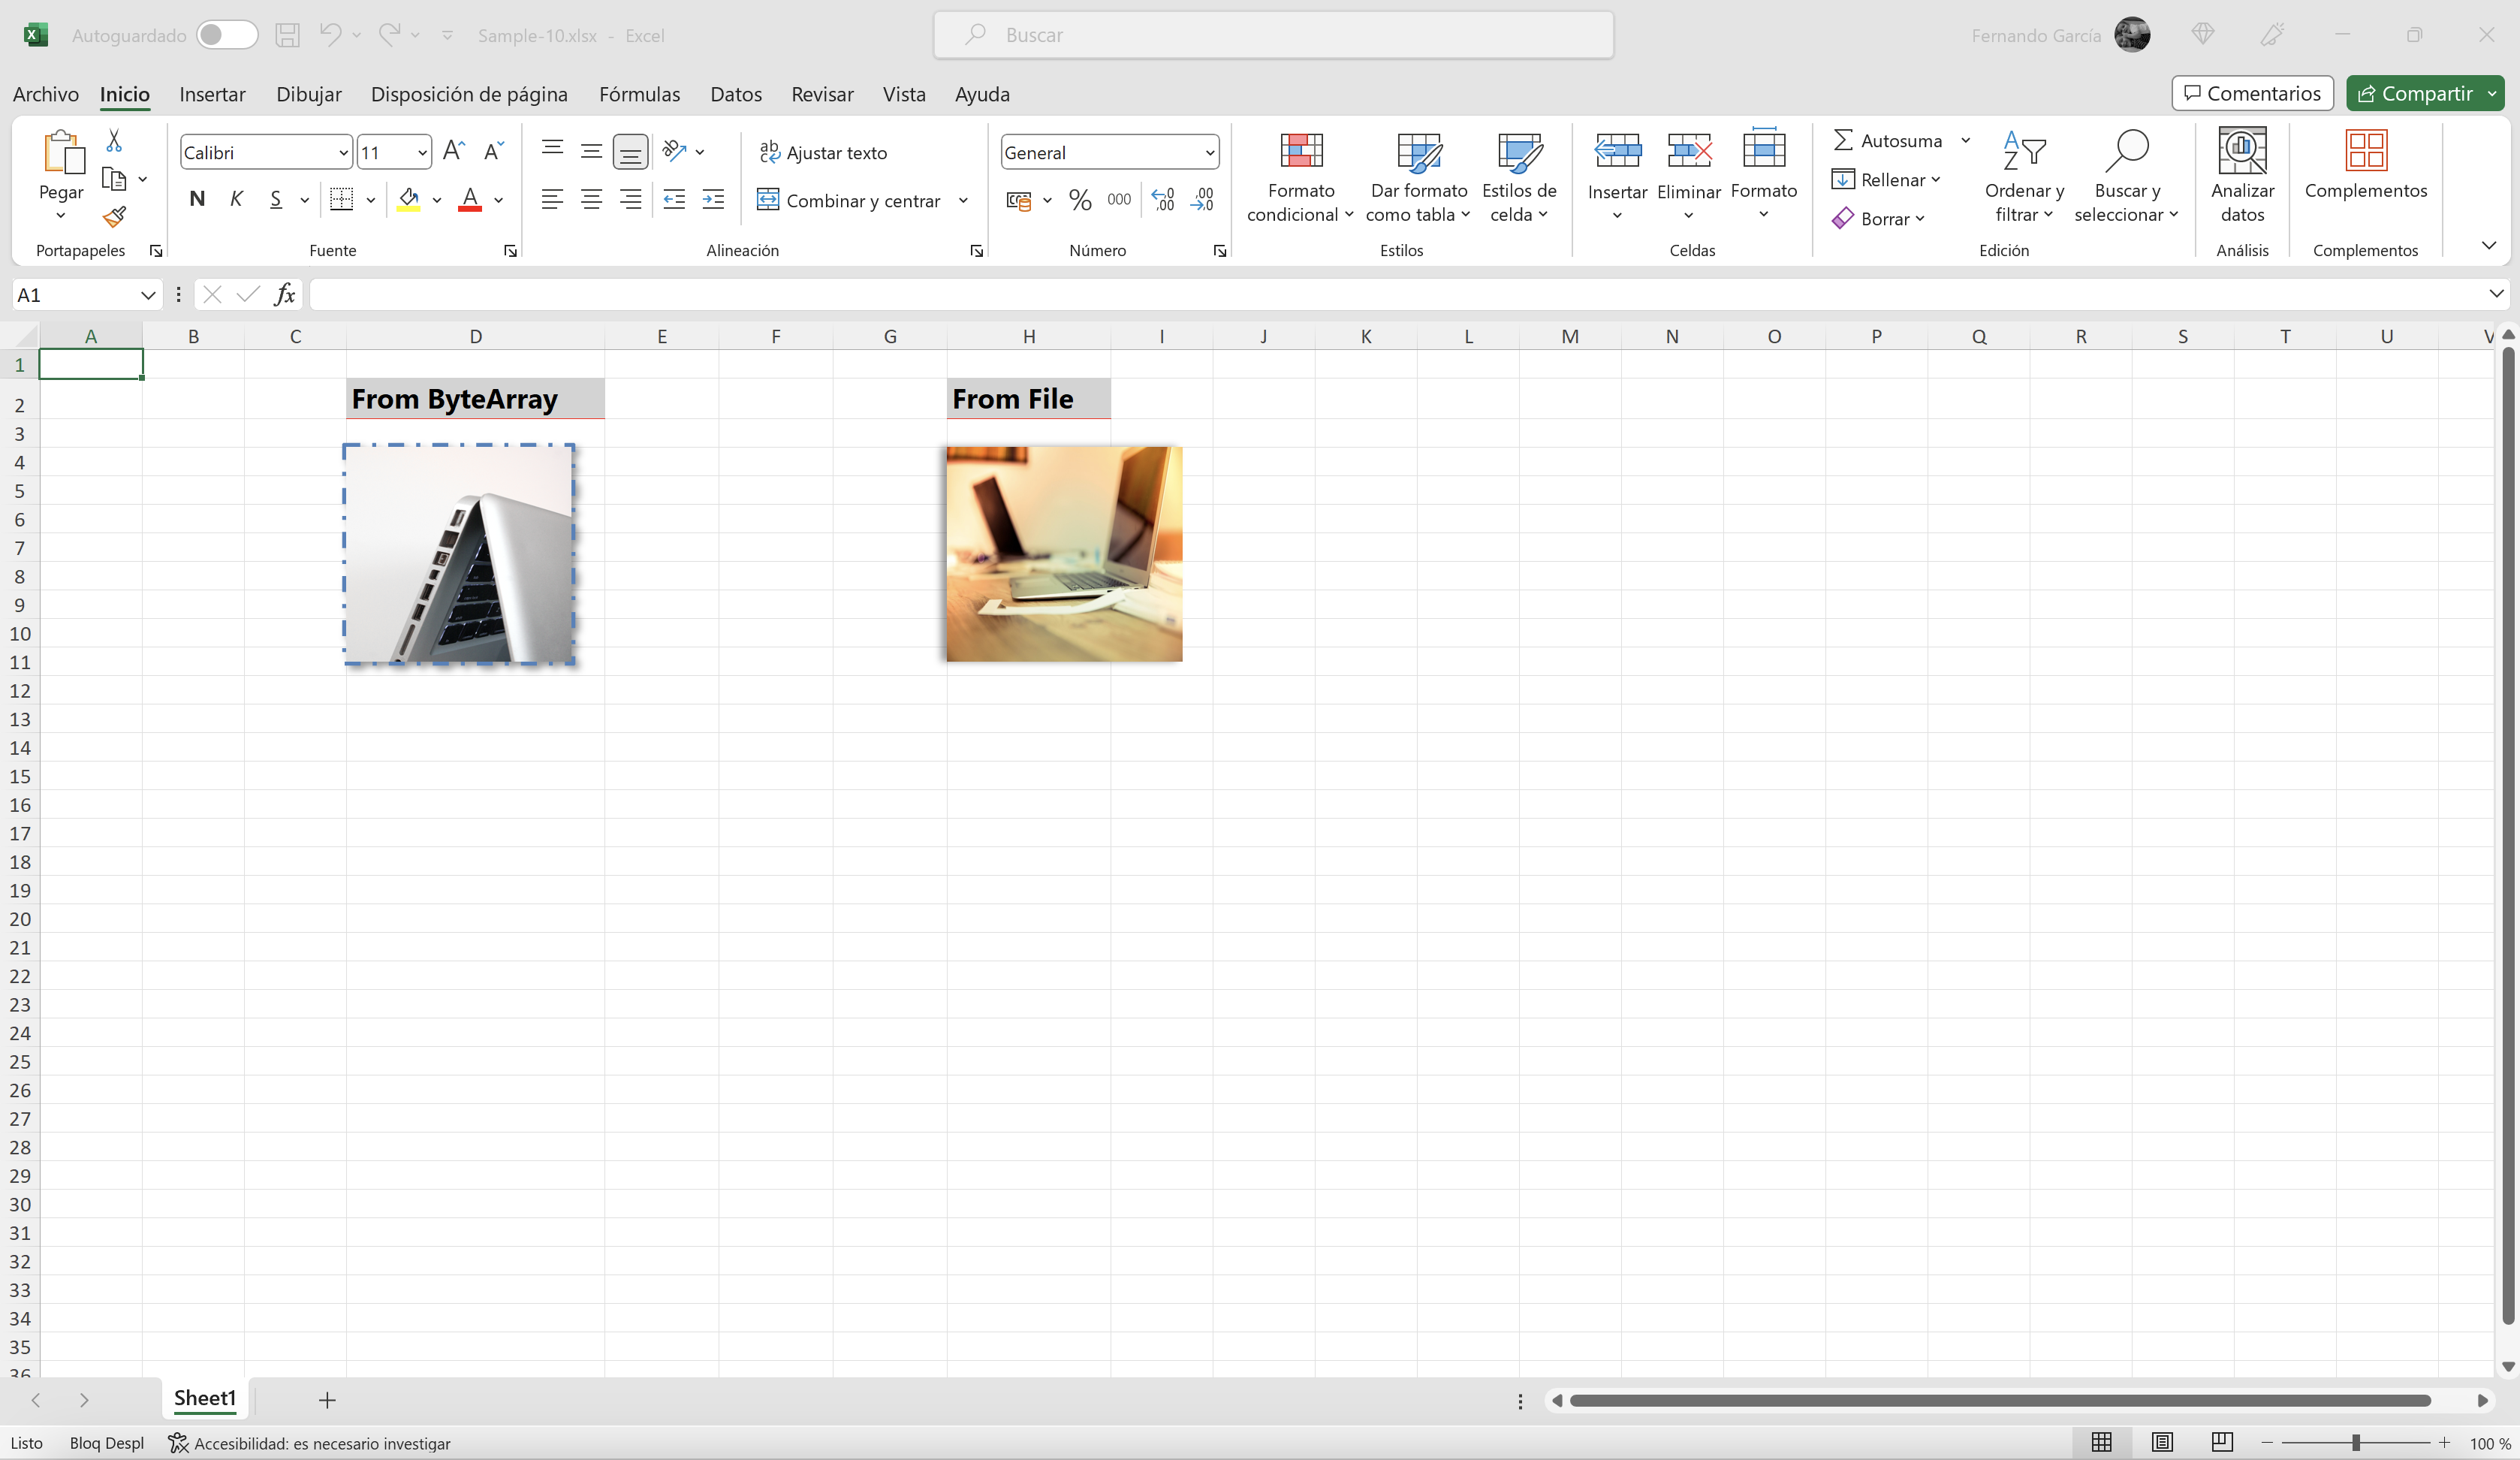 Autoguardado
Sample-10.xlsx - Excel
Buscar
Fernando García
Archivo Inicio Insertar Dibujar Disposición de página Fórmulas Datos Revisar Vista Ayuda
Comentarios Compartir
Pegar
Portapapeles
Calibri 11
N K S
Fuente
Ajustar texto
Combinar y centrar
Alineación
General
% 000
Número
Formato condicional
Dar formato como tabla
Estilos de celda
Estilos
Insertar Eliminar Formato
Celdas
Autosuma
Rellenar
Borrar
Ordenar y filtrar
Buscar y seleccionar
Edición
Analizar datos
Análisis
Complementos
Complementos
A1 fx
A B C D E F G H I J K L M N O P Q R S T U V
1
2 From ByteArray From File
3
4
5
6
7
8
9
10
11
12
13
14
15
16
17
18
19
20
21
22
23
24
25
26
27
28
29
30
31
32
33
34
35
36
Sheet1
Listo Bloq Despl Accesibilidad: es necesario investigar 100 %